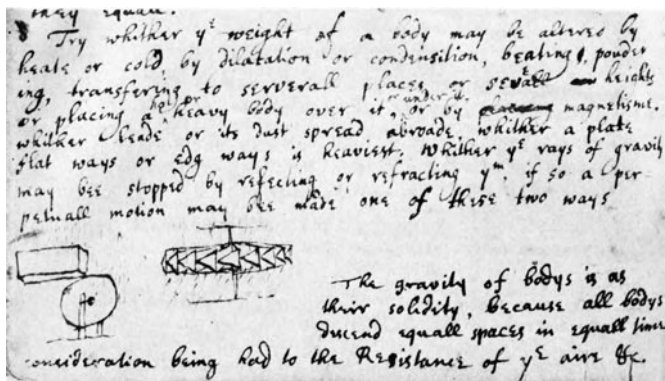 they equall.
Try whither yᵉ weight of a body may be altered by
heate or cold by dilatation or condensition, beating, powder
ing, transfering to serverall places or seᵛᵉʳall heights
or placing a hot or heavy body over it or under it, or by magnetisme.
whither leade or its dust spread abroade, whither a plate
flat ways or edg ways is heaviest. Whither yᵉ rays of gravity
may bee stopped by reflecting or refracting yᵐ, if so a per-
petuall motion may bee made one of these two ways
The gravity of bodys is as
their solidity, because all bodys
descend equall spaces in equall times
consideration being had to the Resistance of yᵉ aire &c.